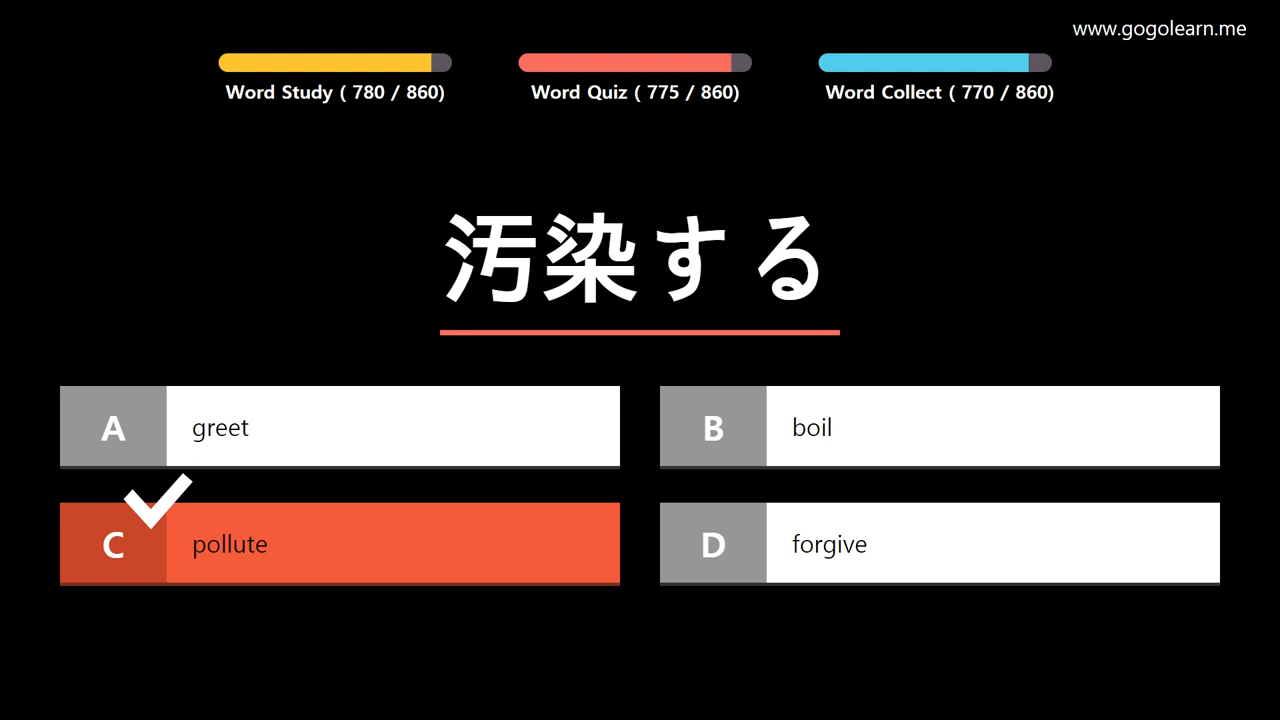 www.gogolearn.me
Word Study ( 780 / 860)
Word Quiz ( 775 / 860)
Word Collect ( 770 / 860)
汚染する
A greet
B boil
C pollute
D forgive